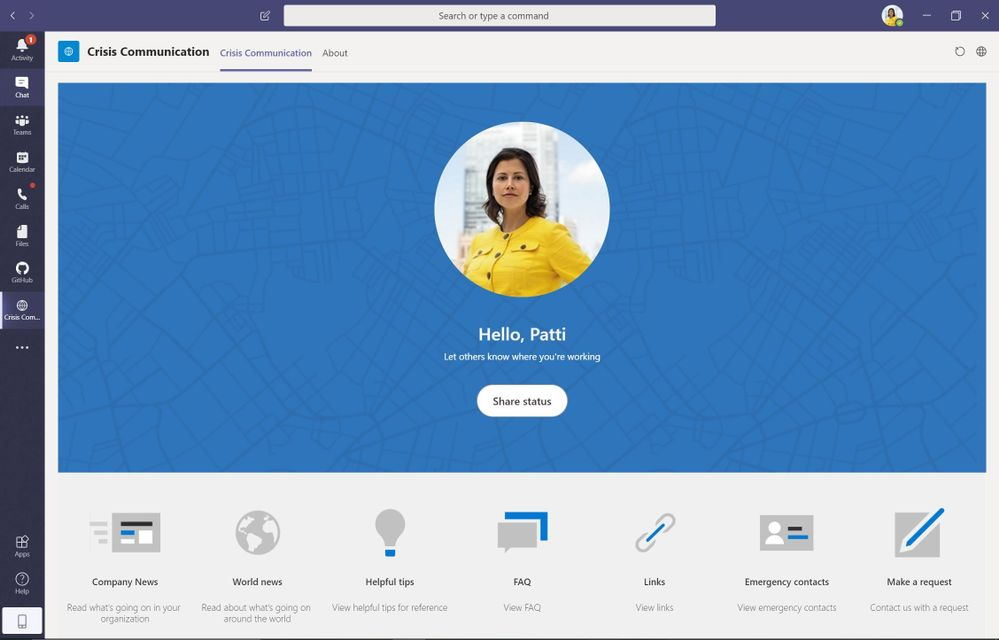 Search or type a command
1
Activity
Chat
Teams
Calendar
Calls
Files
GitHub
Crisis Com...
Apps
Help
Crisis Communication
Crisis Communication
About
Hello, Patti
Let others know where you're working
Share status
Company News
Read what's going on in your
organization
World news
Read about what's going on
around the world
Helpful tips
View helpful tips for reference
FAQ
View FAQ
Links
View links
Emergency contacts
View emergency contacts
Make a request
Contact us with a request